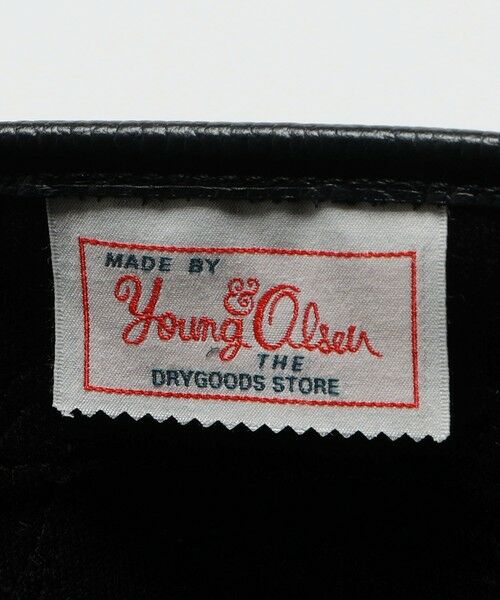 MADE BY
Young & Olsen
THE
DRYGOODS STORE